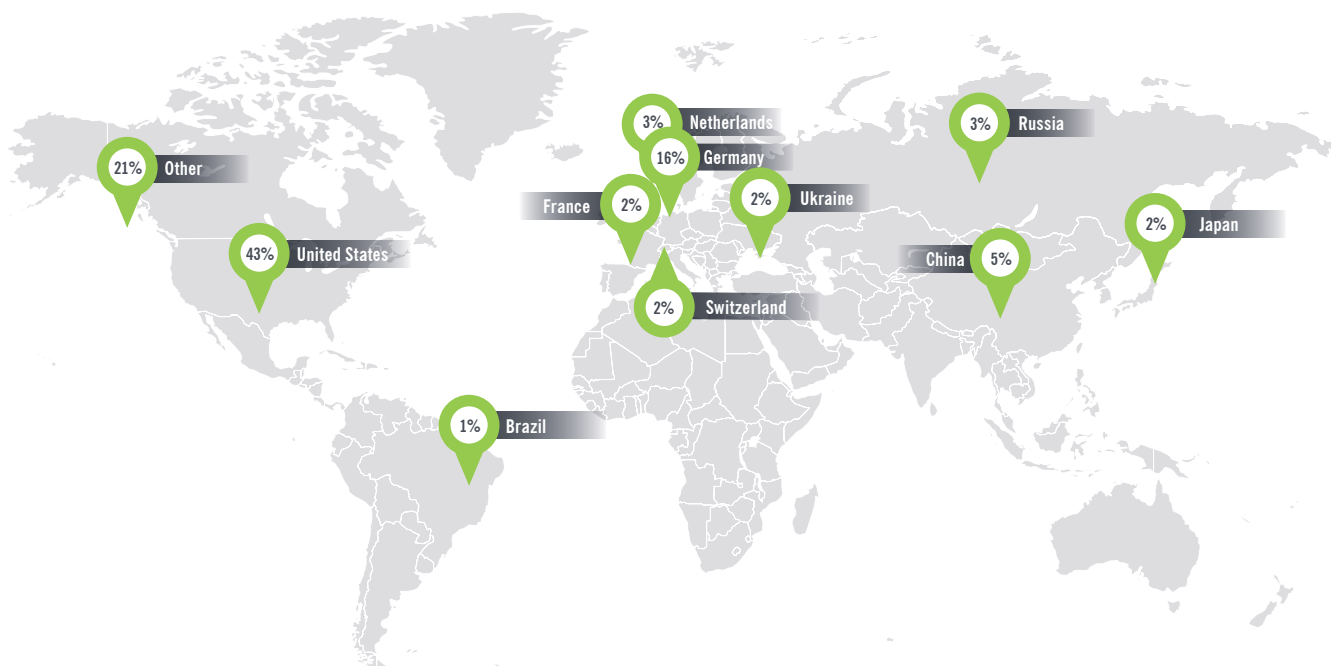 3% Netherlands
3% Russia
16% Germany
21% Other
2% Ukraine
France 2%
2% Japan
43% United States
China 5%
2% Switzerland
1% Brazil